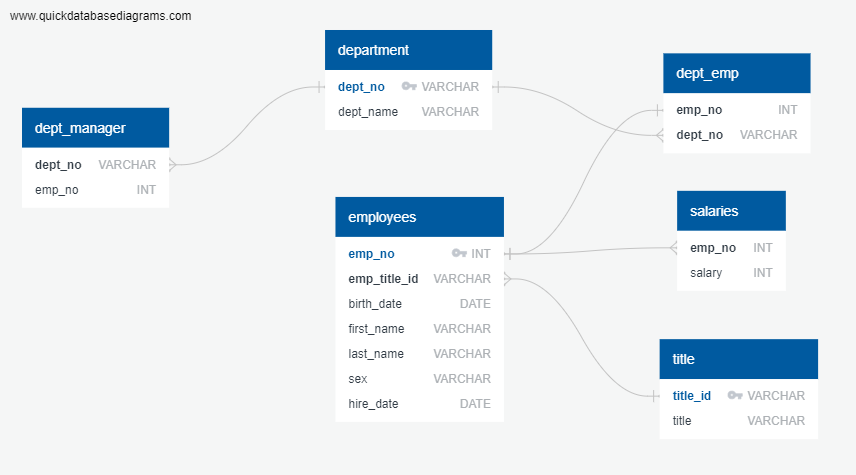 www.quickdatabasediagrams.com
department
dept_no VARCHAR
dept_name VARCHAR
dept_emp
emp_no INT
dept_no VARCHAR
dept_manager
dept_no VARCHAR
emp_no INT
employees
emp_no INT
emp_title_id VARCHAR
birth_date DATE
first_name VARCHAR
last_name VARCHAR
sex VARCHAR
hire_date DATE
salaries
emp_no INT
salary INT
title
title_id VARCHAR
title VARCHAR